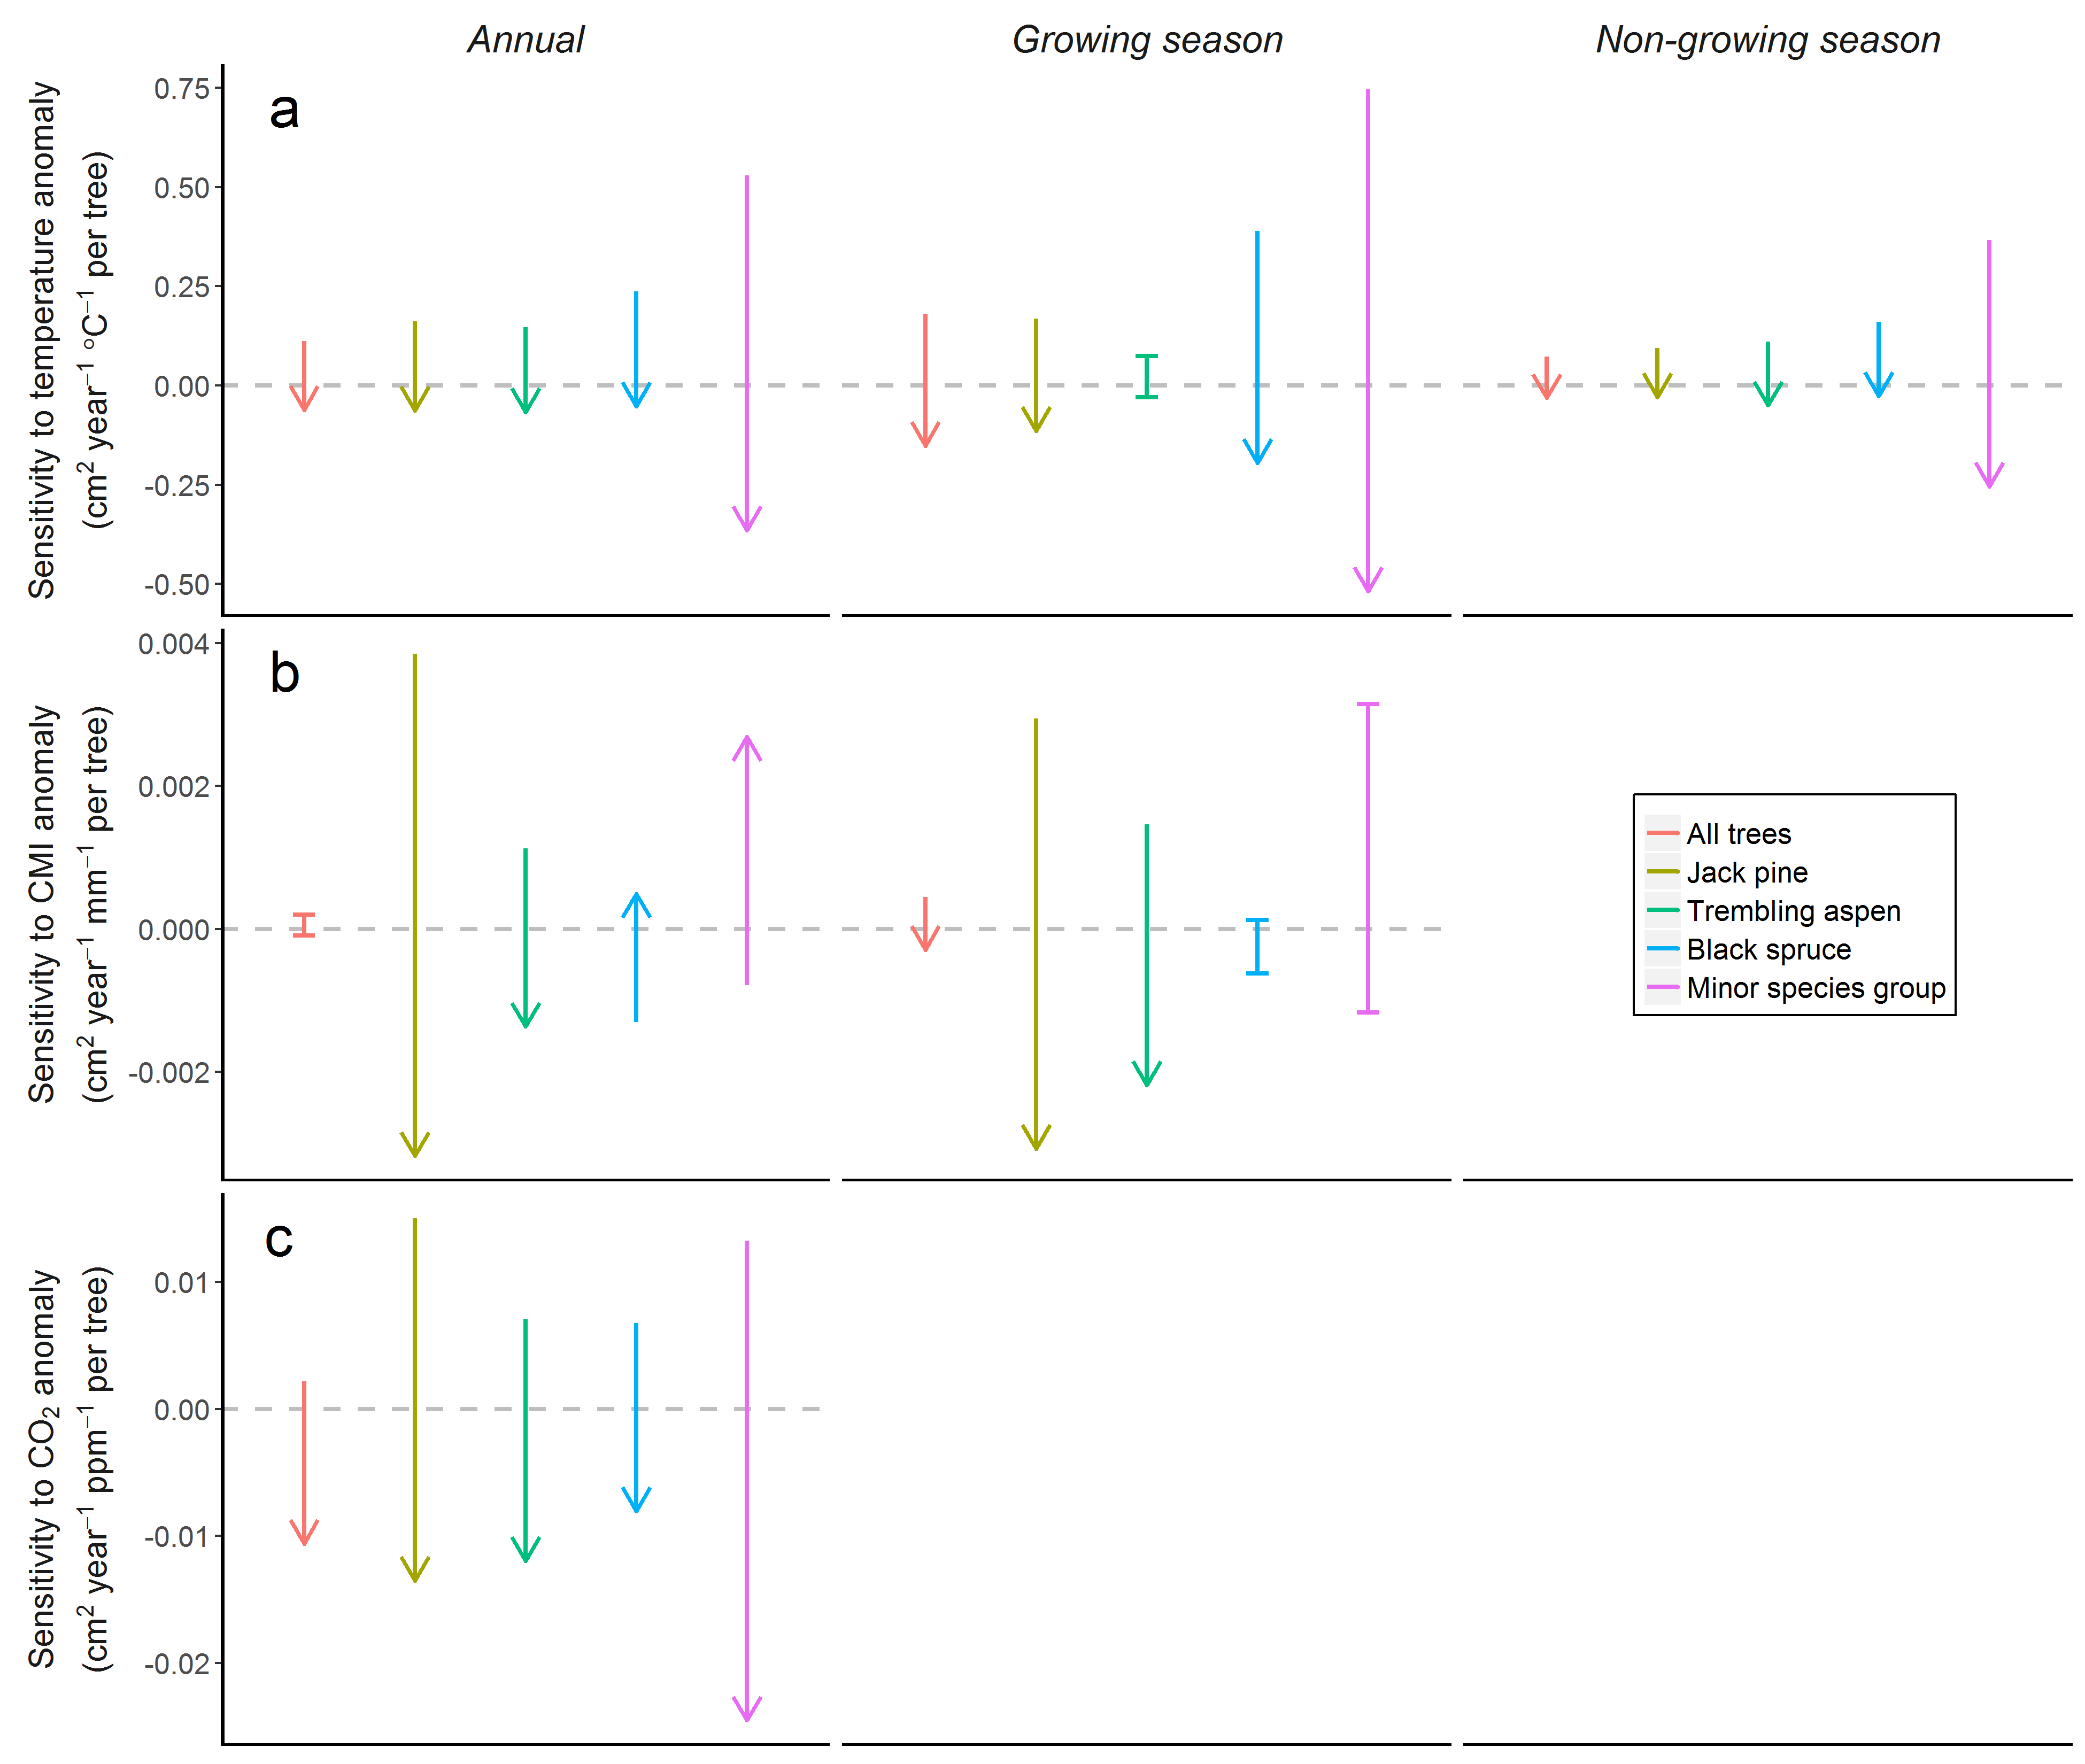 Annual
Growing season
Non-growing season
Sensitivity to temperature anomaly
(cm² year⁻¹ °C⁻¹ per tree)
a
0.75
0.50
0.25
0.00
-0.25
-0.50
Sensitivity to CMI anomaly
(cm² year⁻¹ mm⁻¹ per tree)
b
0.004
0.002
0.000
-0.002
All trees
Jack pine
Trembling aspen
Black spruce
Minor species group
Sensitivity to CO₂ anomaly
(cm² year⁻¹ ppm⁻¹ per tree)
c
0.01
0.00
-0.01
-0.02